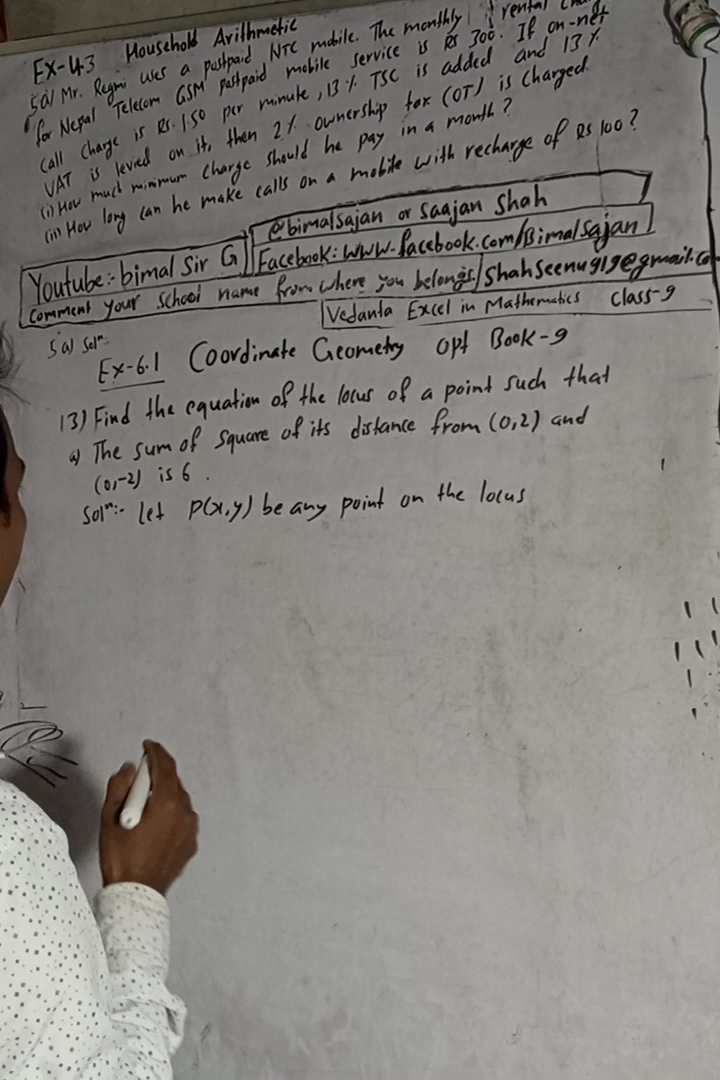 Ex-4.3 Household Arithmetic
5a) Mr. Regmi uses a postpaid NTC mobile. The monthly rental
for Nepal Telecom GSM postpaid mobile service is RS 300. If on-net
call charge is Rs. 1.50 per minute, 13% TSC is added and 13%
VAT is levied on it, then 2% ownership tax (OT) is charged.
(i) How much minimum charge should he pay in a month?
(ii) How long can he make calls on a mobile with recharge of RS 100?
@bimalsajan or Saajan Shah
Youtube:- bimal Sir G
Facebook: www.facebook.com/Bimalsajan
comment your school name from where you belongs.
Shahseenu919@gmail.co
Vedanta Excel in Mathematics Class-9
5a) Solⁿ:
Ex-6.1 Coordinate Geometry opt Book-9
13) Find the equation of the locus of a point such that
a) The sum of square of its distance from (0,2) and
(0,-2) is 6.
Solⁿ:- Let P(x,y) be any point on the locus